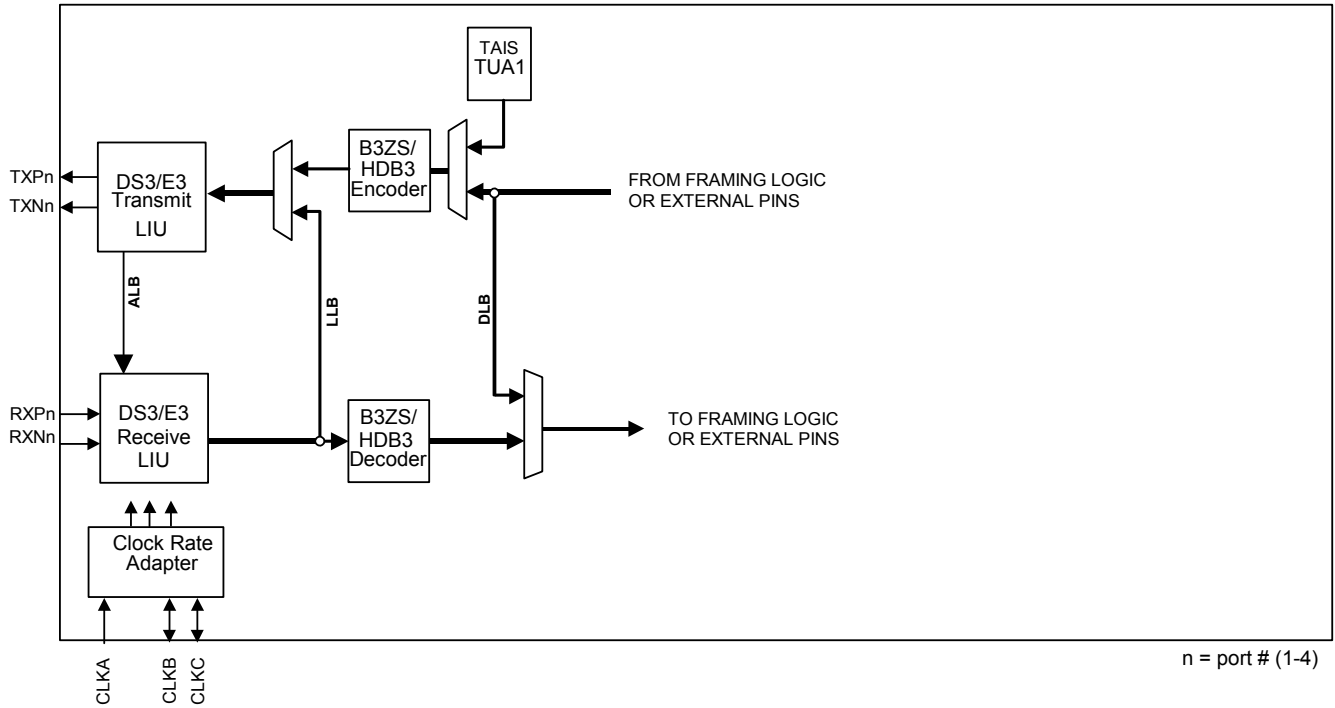 TAIS
TUA1
B3ZS/
HDB3
Encoder
TXPn
TXNn
DS3/E3
Transmit
LIU
FROM FRAMING LOGIC
OR EXTERNAL PINS
ALB
LLB
DLB
RXPn
RXNn
DS3/E3
Receive
LIU
B3ZS/
HDB3
Decoder
TO FRAMING LOGIC
OR EXTERNAL PINS
Clock Rate
Adapter
CLKA
CLKB
CLKC
n = port # (1-4)